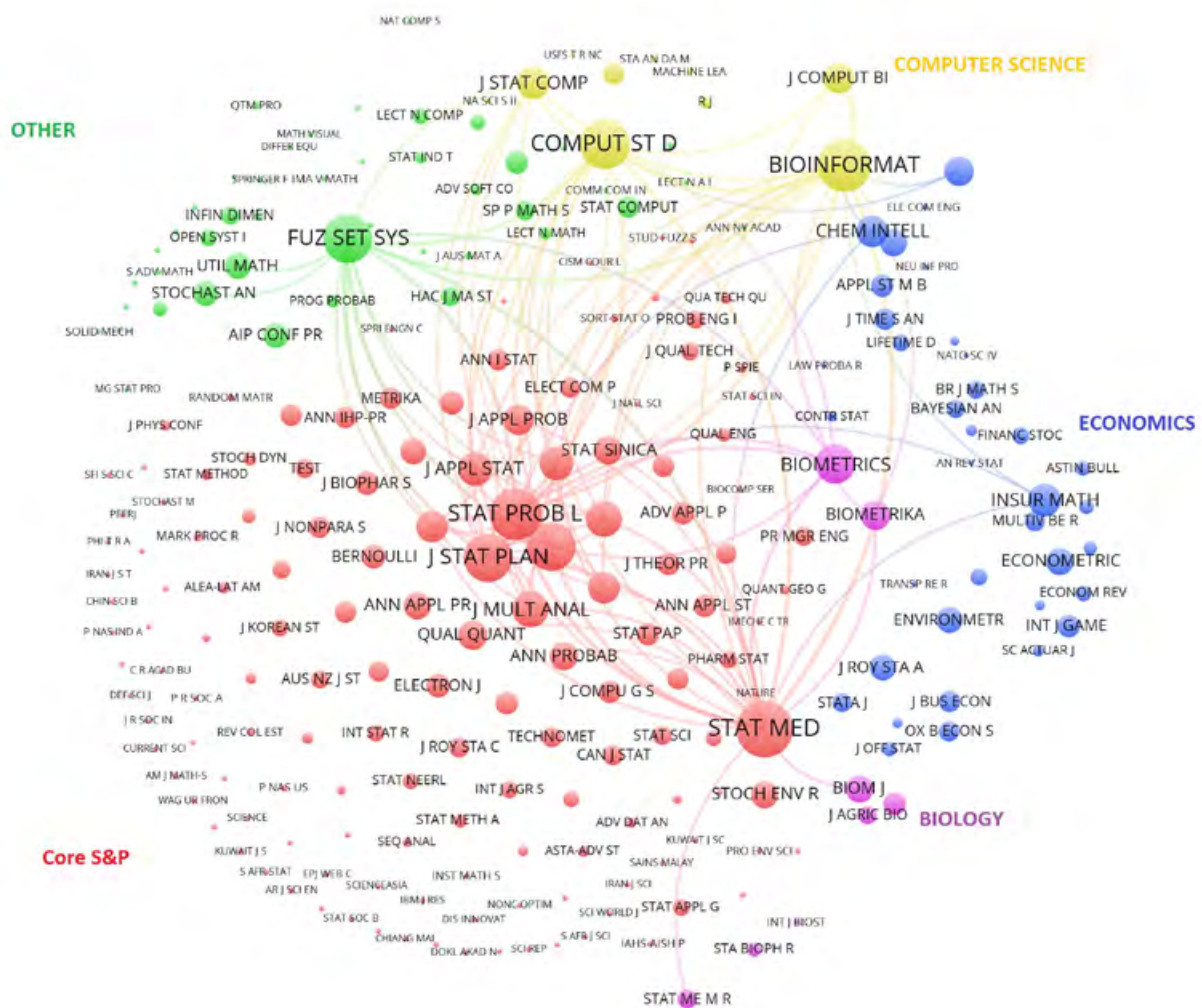 NAT COMP S
USFS T R NC
STA AN DA M
COMPUTER SCIENCE
J STAT COMP
MACHINE LEA
J COMPUT BI
NA SCI S II
R J
QTM PRO
LECT N COMP
OTHER
MATH VISUAL
DIFFER EQU
COMPUT ST D
STAT IND T
BIOINFORMAT
SPRINGER F IMA V MATH
ADV SOFT CO
COMM COM IN
LECT N A I
INFIN DIMEN
SP P MATH S
STAT COMPUT
ELE COM ENG
FUZ SET SYS
LECT N MATH
STUD FUZZ S
ANN NY ACAD
CHEM INTELL
OPEN SYST I
J AUS MAT A
CISM COUR L
UTIL MATH
S ADV MATH
NEU INF PRO
STOCHAST AN
PROG PROBAB
HAC J MA ST
QUA TECH QU
APPL ST M B
SOLID MECH
AIP CONF PR
SPRI ENGN C
SORT-STAT O
PROB ENG I
J TIME S AN
ANN I STAT
J QUAL TECH
LIFETIME D
NATO SC IV
P SPIE
LAW PROBA R
MG STAT PRO
RANDOM MATR
METRIKA
ELECT COM P
J NATL SCI
STAT SCI IN
BR J MATH S
BAYESIAN AN
J PHYS CONF
ANN IHP-PR
J APPL PROB
CONTR STAT
ECONOMICS
QUAL ENG
FINANC STOC
STAT SINICA
STOCH DYN
SFI S SCI C
STAT METHOD
TEST
J APPL STAT
BIOMETRICS
AN REV STAT
ASTIN BULL
J BIOPHAR S
BIOCOMP SER
STOCHAST M
PEERJ
INSUR MATH
STAT PROB L
ADV APPL P
BIOMETRIKA
MULTIV BE R
J NONPARA S
MARK PROC R
PR MGR ENG
PHI T R A
BERNOULLI
J STAT PLAN
J THEOR PR
ECONOMETRIC
IRAN J S T
ALEA-LAT AM
QUANT GEO G
TRANSP RE R
ECONOM REV
CHIN SCI B
ANN APPL PR
J MULT ANAL
ANN APPL ST
IMECHE C TR
ENVIRONMETR
INT J GAME
P NAS IND A
J KOREAN ST
QUAL QUANT
STAT PAP
SC ACTUAR J
ANN PROBAB
PHARM STAT
J ROY STA A
C R ACAD BU
AUS NZ J ST
ELECTRON J
J COMPU G S
NATURE
DEF SCI J
P R SOC A
STATA J
J BUS ECON
J R SOC IN
REV COL EST
INT STAT R
TECHNOMET
STAT SCI
STAT MED
OX B ECON S
CURRENT SCI
J ROY STA C
CAN J STAT
J OFF STAT
AM J MATH-S
P NAS US
STAT NEERL
INT J AGR S
STOCH ENV R
BIOM J
WAG UR FRON
SCIENCE
STAT METH A
ADV DAT AN
J AGRIC BIO
BIOLOGY
KUWAIT J SC
Core S&P
KUWAIT J S
SEQ ANAL
ASTA-ADV ST
PRO ENV SCI
SAINS MALAY
S AFR STAT
EPJ WEB C
AR J SCI EN
SCIENCEASIA
INST MATH S
IRAN J SCI
IBM J RES
NONC OPTIM
SCI WORLD J
STAT APPL G
STAT SOC B
DIS INNOVAT
INT J BIOST
CHIANG MAI
S AFR J SCI
DOKL AKAD N
SCI REP
IAHS-AISH P
STA BIOPH R
STAT ME M R